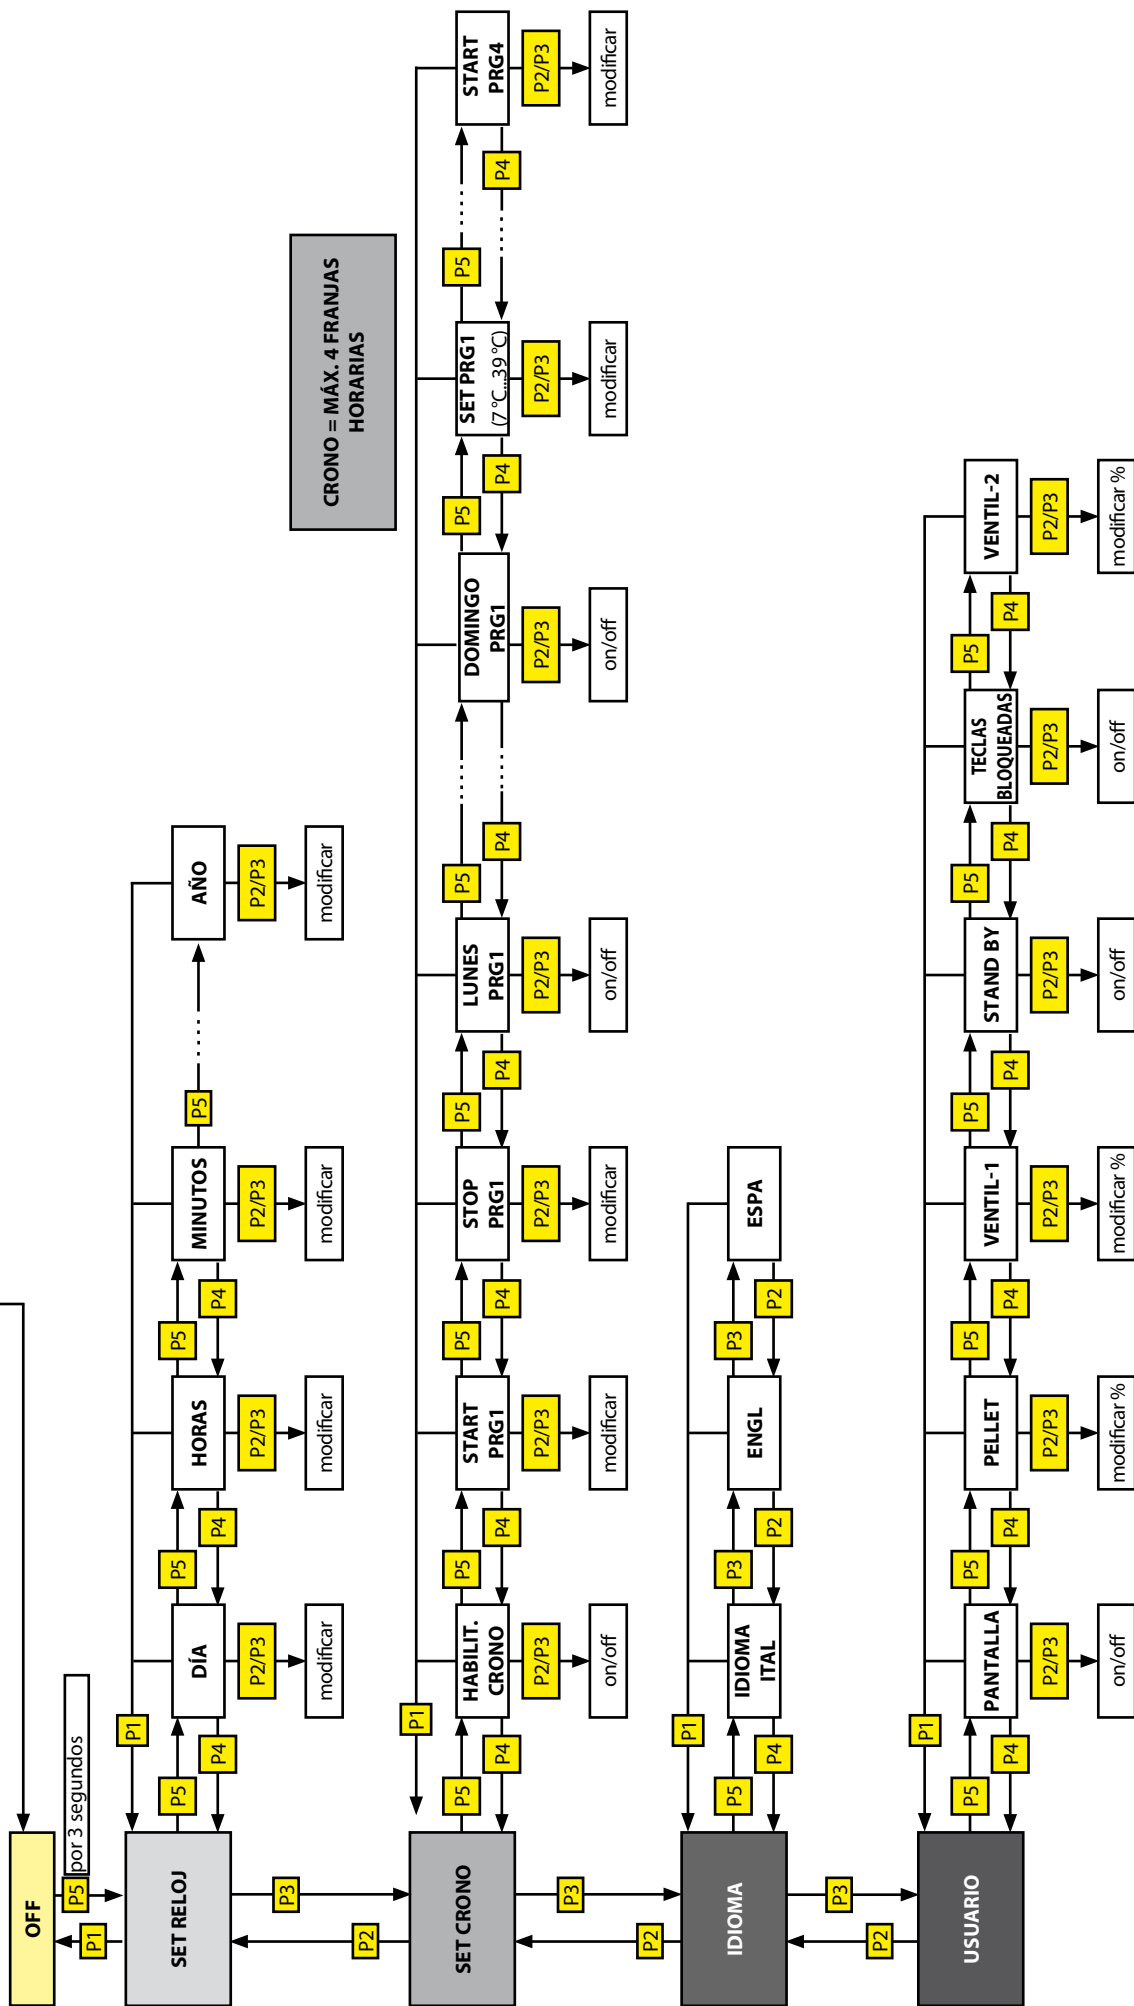 OFF
P1
P5
por 3 segundos
CRONO = MÁX. 4 FRANJAS
HORARIAS
SET RELOJ
P1
P5
P4
DÍA
P2/P3
modificar
P5
P4
HORAS
P2/P3
modificar
P5
P4
MINUTOS
P2/P3
modificar
P5
AÑO
P2/P3
modificar
P2
P3
SET CRONO
P1
P5
P4
HABILIT.
CRONO
P2/P3
on/off
P5
P4
START
PRG1
P2/P3
modificar
P5
P4
STOP
PRG1
P2/P3
modificar
P5
P4
LUNES
PRG1
P2/P3
on/off
P5
P4
DOMINGO
PRG1
P2/P3
on/off
P5
P4
SET PRG1
(7 °C...39 °C)
P2/P3
modificar
P5
P4
START
PRG4
P2/P3
modificar
P2
P3
IDIOMA
P1
P5
P4
IDIOMA
ITAL
P3
P2
ENGL
P3
P2
ESPA
P2
P3
USUARIO
P1
P5
P4
PANTALLA
P2/P3
on/off
P5
P4
PELLET
P2/P3
modificar %
P5
P4
VENTIL-1
P2/P3
modificar %
P5
P4
STAND BY
P2/P3
on/off
P5
P4
TECLAS
BLOQUEADAS
P2/P3
on/off
P5
P4
VENTIL-2
P2/P3
modificar %